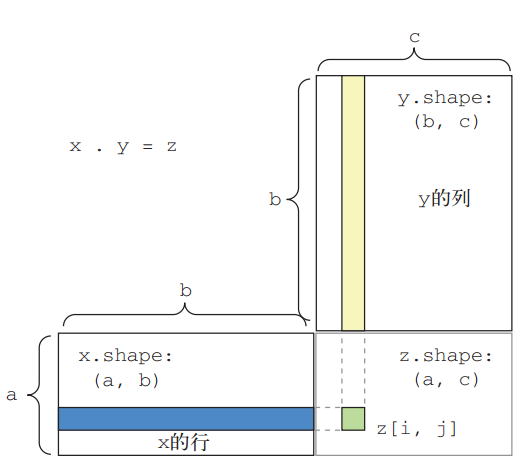 c
y.shape:
(b, c)
x . y = z
b
y的列
b
x.shape:
(a, b)
z.shape:
(a, c)
a
z[i, j]
x的行